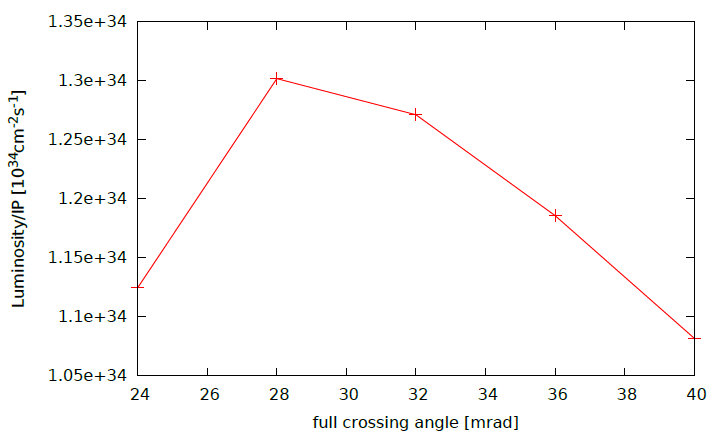 1.35e+34
1.3e+34
1.25e+34
1.2e+34
1.15e+34
1.1e+34
1.05e+34
Luminosity/IP [10³⁴cm⁻²s⁻¹]
24 26 28 30 32 34 36 38 40
full crossing angle [mrad]